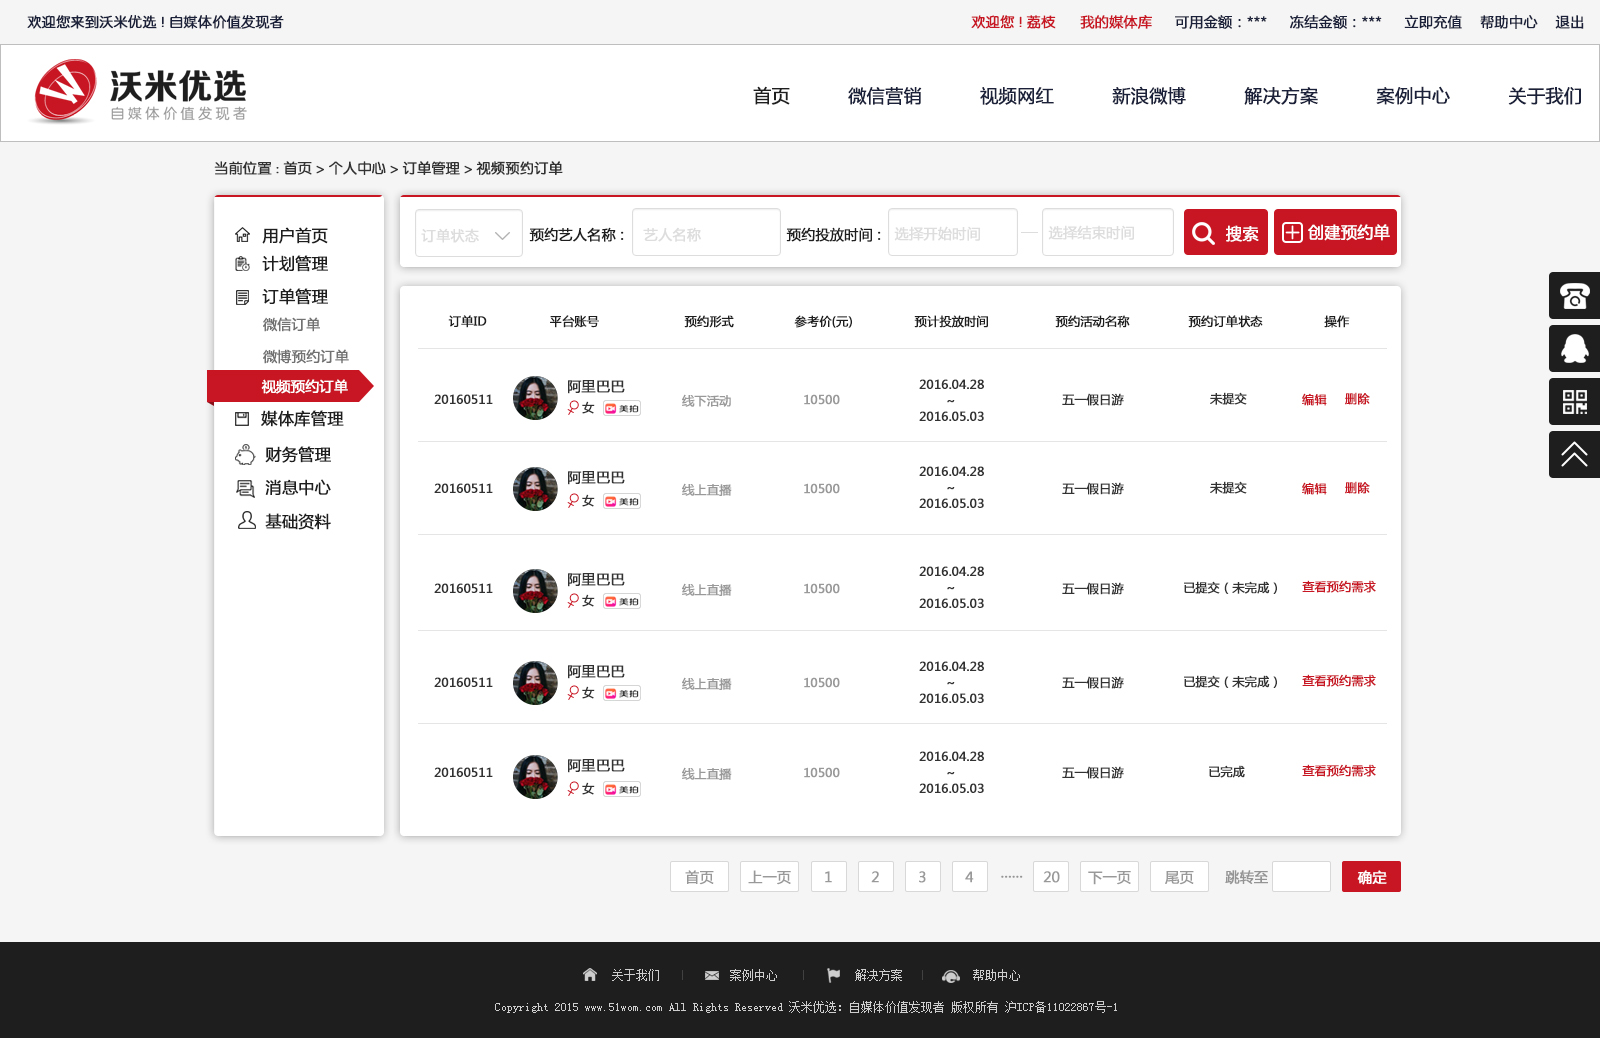 欢迎您来到沃米优选 ! 自媒体价值发现者
欢迎您 ! 荔枝 我的媒体库 可用金额 : *** 冻结金额 : *** 立即充值 帮助中心 退出
沃米优选
自媒体价值发现者
首页 微信营销 视频网红 新浪微博 解决方案 案例中心 关于我们
当前位置 : 首页 > 个人中心 > 订单管理 > 视频预约订单
用户首页
计划管理
订单管理
微信订单
微博预约订单
视频预约订单
媒体库管理
财务管理
消息中心
基础资料
订单状态 预约艺人名称 : 艺人名称 预约投放时间 : 选择开始时间 — 选择结束时间 搜索 创建预约单
订单ID 平台账号 预约形式 参考价(元) 预计投放时间 预约活动名称 预约订单状态 操作
20160511 阿里巴巴 女 美拍 线下活动 10500 2016.04.28 ~ 2016.05.03 五一假日游 未提交 编辑 删除
20160511 阿里巴巴 女 美拍 线上直播 10500 2016.04.28 ~ 2016.05.03 五一假日游 未提交 编辑 删除
20160511 阿里巴巴 女 美拍 线上直播 10500 2016.04.28 ~ 2016.05.03 五一假日游 已提交（未完成） 查看预约需求
20160511 阿里巴巴 女 美拍 线上直播 10500 2016.04.28 ~ 2016.05.03 五一假日游 已提交（未完成） 查看预约需求
20160511 阿里巴巴 女 美拍 线上直播 10500 2016.04.28 ~ 2016.05.03 五一假日游 已完成 查看预约需求
首页 上一页 1 2 3 4 ...... 20 下一页 尾页 跳转至 确定
关于我们 | 案例中心 | 解决方案 | 帮助中心
Copyright 2015 www.51wom.com All Rights Reserved 沃米优选: 自媒体价值发现者 版权所有 沪ICP备11022867号-1